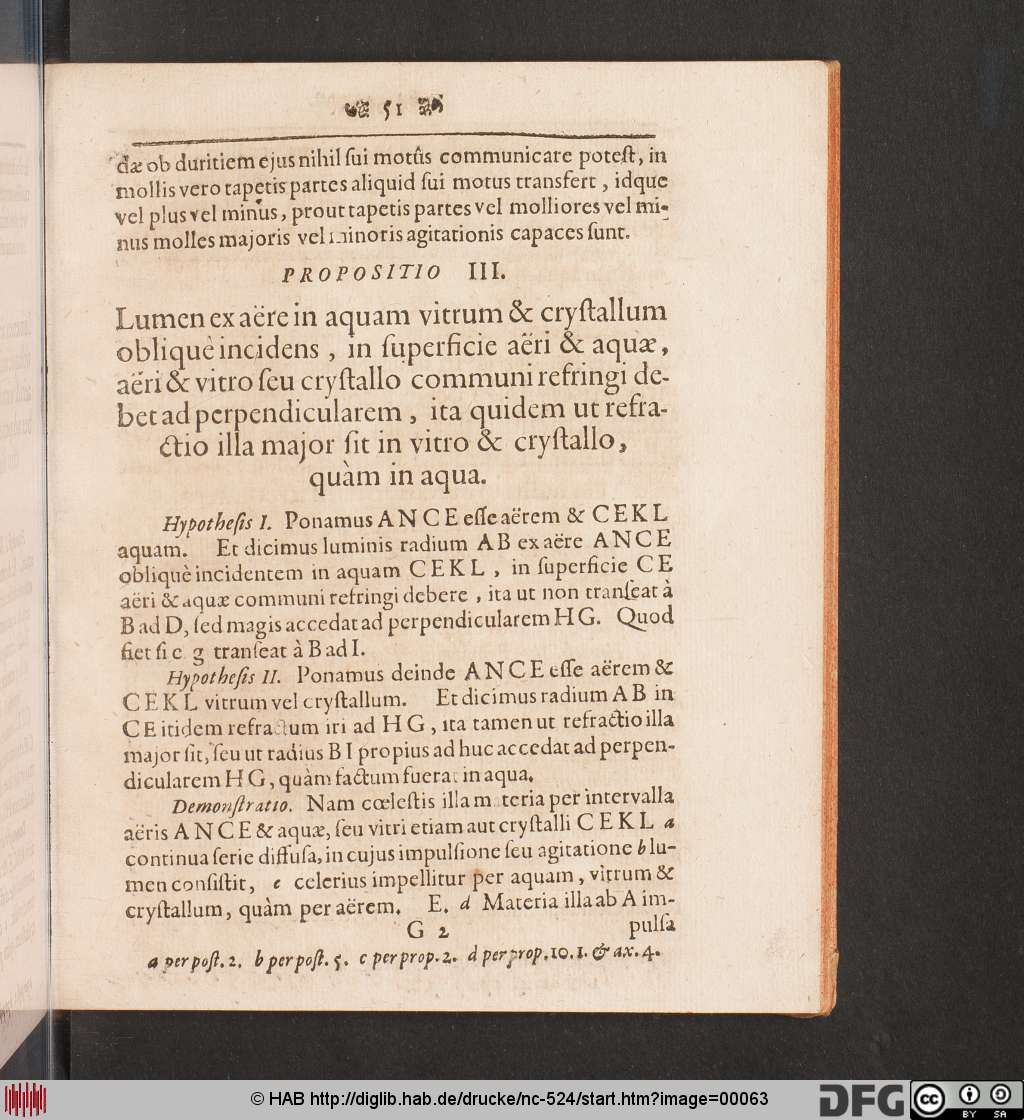 51
dæ ob duritiem ejus nihil ſui motûs communicare poteſt, in
mollis vero tapetis partes aliquid ſui motus transfert, idque
vel plus vel minus, prout tapetis partes vel molliores vel mi-
nus molles majoris vel minoris agitationis capaces ſunt.
PROPOSITIO III.
Lumen ex aëre in aquam vitrum & cryſtallum
obliquè incidens, in ſuperficie aëri & aquæ,
aëri & vitro ſeu cryſtallo communi refringi de-
bet ad perpendicularem, ita quidem ut refra-
ctio illa major ſit in vitro & cryſtallo,
quàm in aqua.
Hypotheſis I. Ponamus ANCE eſſe aërem & CEKL
aquam. Et dicimus luminis radium AB ex aëre ANCE
obliquè incidentem in aquam CEKL, in ſuperficie CE
aëri & aquæ communi refringi debere, ita ut non tranſeat à
B ad D, ſed magis accedat ad perpendicularem HG. Quod
fiet ſi e. g tranſeat à B ad I.
Hypotheſis II. Ponamus deinde ANCE eſſe aërem &
CEKL vitrum vel cryſtallum. Et dicimus radium AB in
CE itidem refractum iri ad HG, ita tamen ut refractio illa
major ſit, ſeu ut radius BI propius ad huc accedat ad perpen-
dicularem HG, quàm factum fuerat in aqua.
Demonſtratio. Nam cœleſtis illa materia per intervalla
aëris ANCE & aquæ, ſeu vitri etiam aut cryſtalli CEKL a
continua ſerie diffuſa, in cujus impulſione ſeu agitatione b lu-
men conſiſtit, c celerius impellitur per aquam, vitrum &
cryſtallum, quàm per aërem. E. d Materia illa ab A im-
G 2 pulſa
a per poſt. 2. b per poſt. 5. c per prop. 2. d per prop. 10. 1. & ax. 4.
© HAB http://diglib.hab.de/drucke/nc-524/start.htm?image=00063
DFG cc BY SA